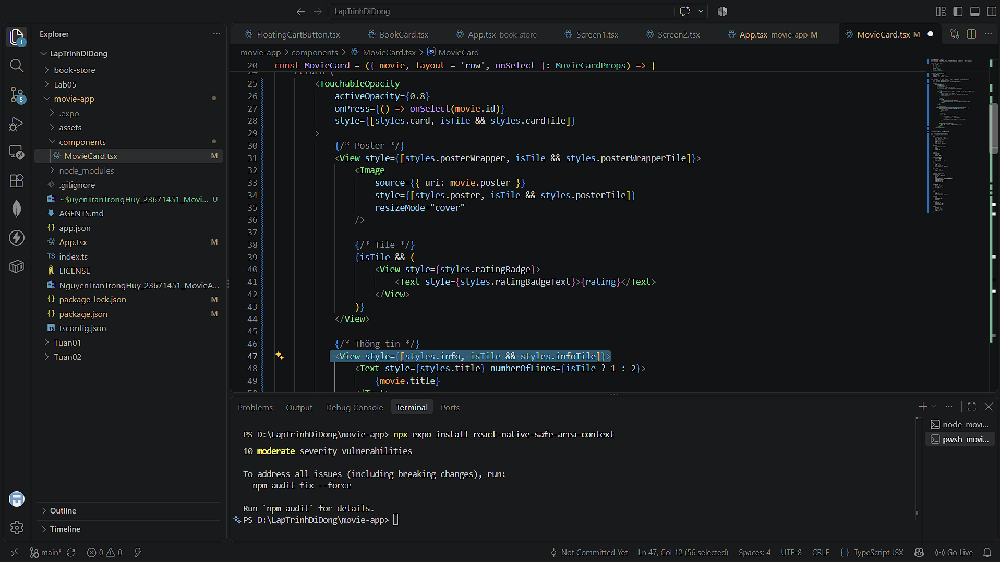 LapTrinhDiDong
Explorer
LapTrinhDiDong
book-store
Lab05
movie-app
.expo
assets
components
MovieCard.tsx M
node_modules
.gitignore
~$uyenTranTrongHuy_23671451_Movi... U
AGENTS.md
app.json
App.tsx M
TS index.ts
LICENSE
NguyenTranTrongHuy_23671451_MovieA...
package-lock.json M
package.json M
tsconfig.json
Tuan01
Tuan02
Outline
Timeline
1
5
FloatingCartButton.tsx BookCard.tsx App.tsx book-store Screen1.tsx Screen2.tsx App.tsx movie-app M MovieCard.tsx M
movie-app > components > MovieCard.tsx > MovieCard
20 const MovieCard = ({ movie, layout = 'row', onSelect }: MovieCardProps) => {
24 return (
25 <TouchableOpacity
26 activeOpacity={0.8}
27 onPress={() => onSelect(movie.id)}
28 style={[styles.card, isTile && styles.cardTile]}
29 >
30 {/* Poster */}
31 <View style={[styles.posterWrapper, isTile && styles.posterWrapperTile]}>
32 <Image
33 source={{ uri: movie.poster }}
34 style={[styles.poster, isTile && styles.posterTile]}
35 resizeMode="cover"
36 />
37
38 {/* Tile */}
39 {isTile && (
40 <View style={styles.ratingBadge}>
41 <Text style={styles.ratingBadgeText}>{rating}</Text>
42 </View>
43 )}
44 </View>
45
46 {/* Thông tin */}
47 <View style={[styles.info, isTile && styles.infoTile]}>
48 <Text style={styles.title} numberOfLines={isTile ? 1 : 2}>
49 {movie.title}
50 </Text>
Problems Output Debug Console Terminal Ports
PS D:\LapTrinhDiDong\movie-app> npx expo install react-native-safe-area-context
10 moderate severity vulnerabilities
To address all issues (including breaking changes), run:
npm audit fix --force
Run `npm audit` for details.
PS D:\LapTrinhDiDong\movie-app>
node movi...
pwsh movi...
main* 0 0 Not Committed Yet Ln 47, Col 12 (56 selected) Spaces: 4 UTF-8 CRLF { } TypeScript JSX Go Live